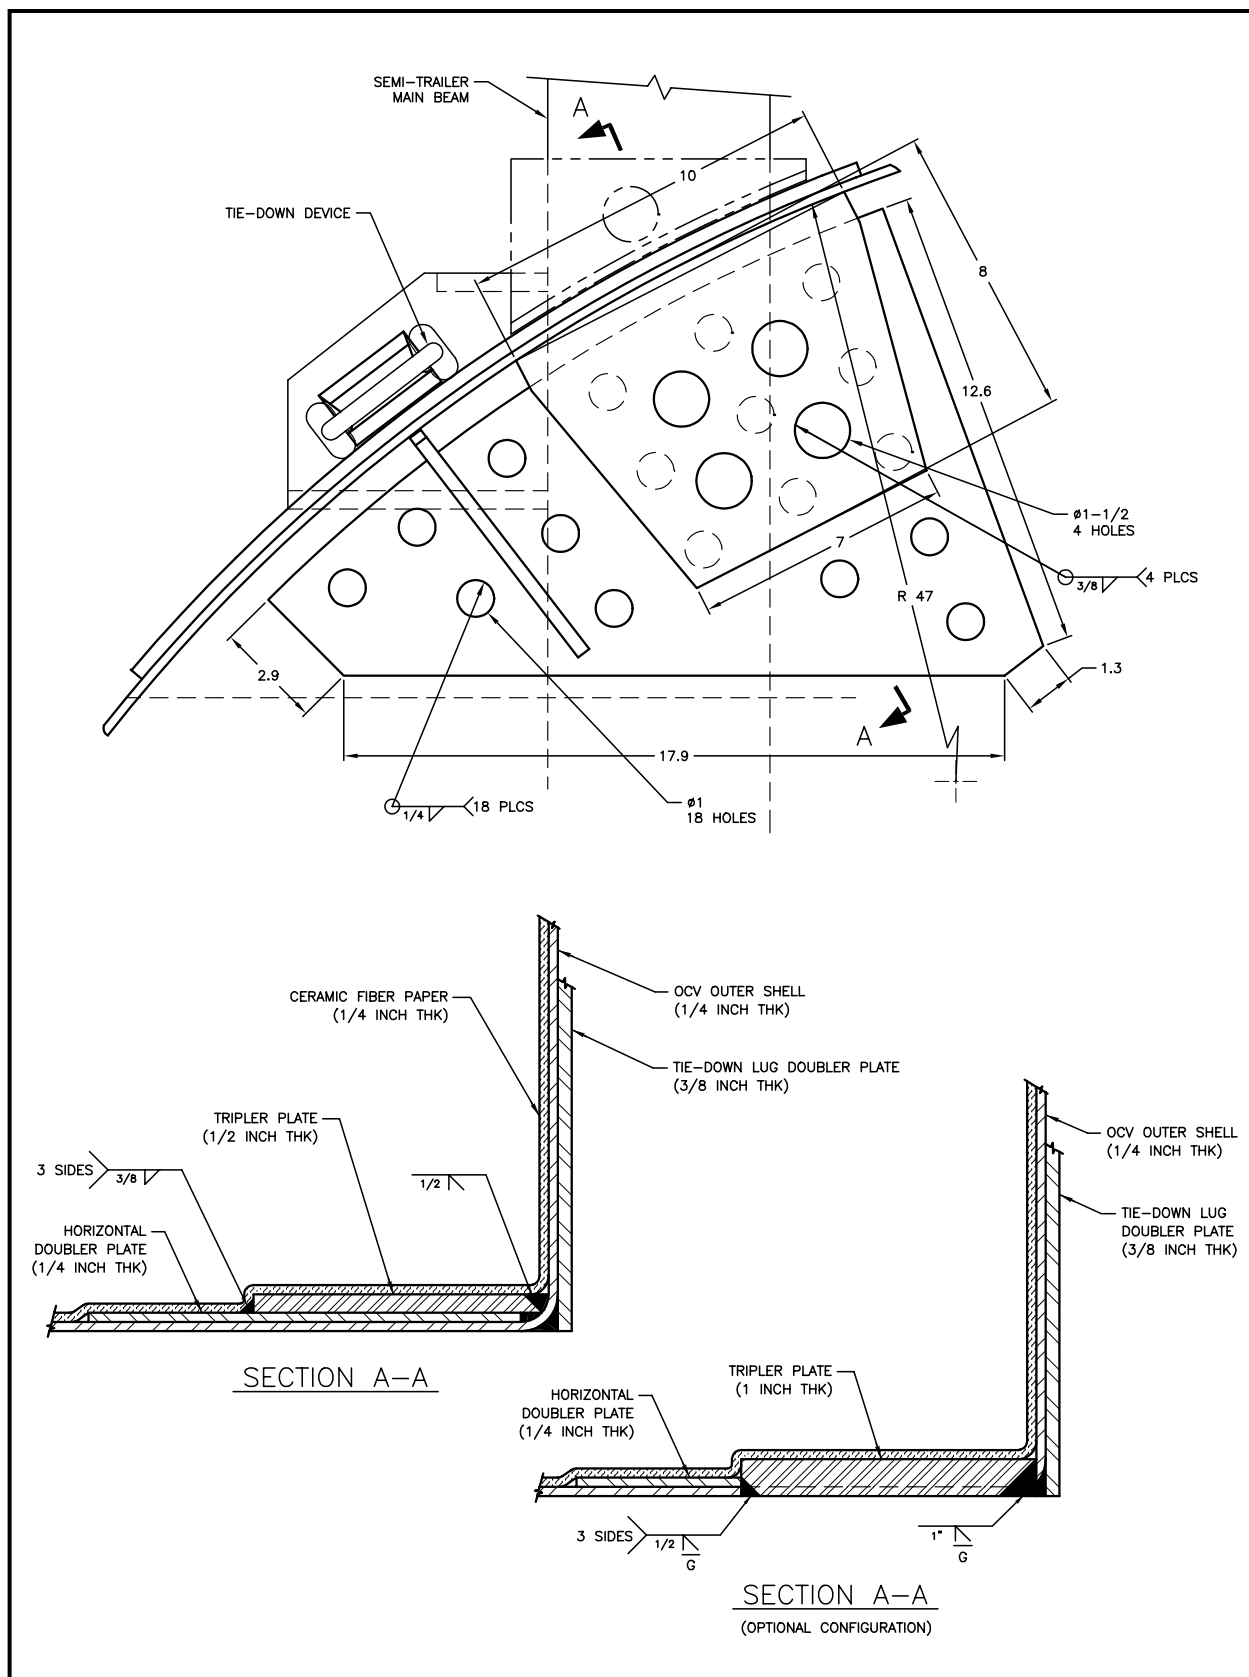 SEMI-TRAILER
MAIN BEAM
A
10
TIE-DOWN DEVICE
8
12.6
Ø1-1/2
4 HOLES
7
3/8
4 PLCS
R 47
2.9
1.3
A
17.9
1/4
18 PLCS
Ø1
18 HOLES
CERAMIC FIBER PAPER
(1/4 INCH THK)
OCV OUTER SHELL
(1/4 INCH THK)
TIE-DOWN LUG DOUBLER PLATE
(3/8 INCH THK)
TRIPLER PLATE
(1/2 INCH THK)
3 SIDES
3/8
1/2
HORIZONTAL
DOUBLER PLATE
(1/4 INCH THK)
SECTION A-A
OCV OUTER SHELL
(1/4 INCH THK)
TIE-DOWN LUG
DOUBLER PLATE
(3/8 INCH THK)
TRIPLER PLATE
(1 INCH THK)
HORIZONTAL
DOUBLER PLATE
(1/4 INCH THK)
3 SIDES
1/2
G
1"
G
SECTION A-A
(OPTIONAL CONFIGURATION)